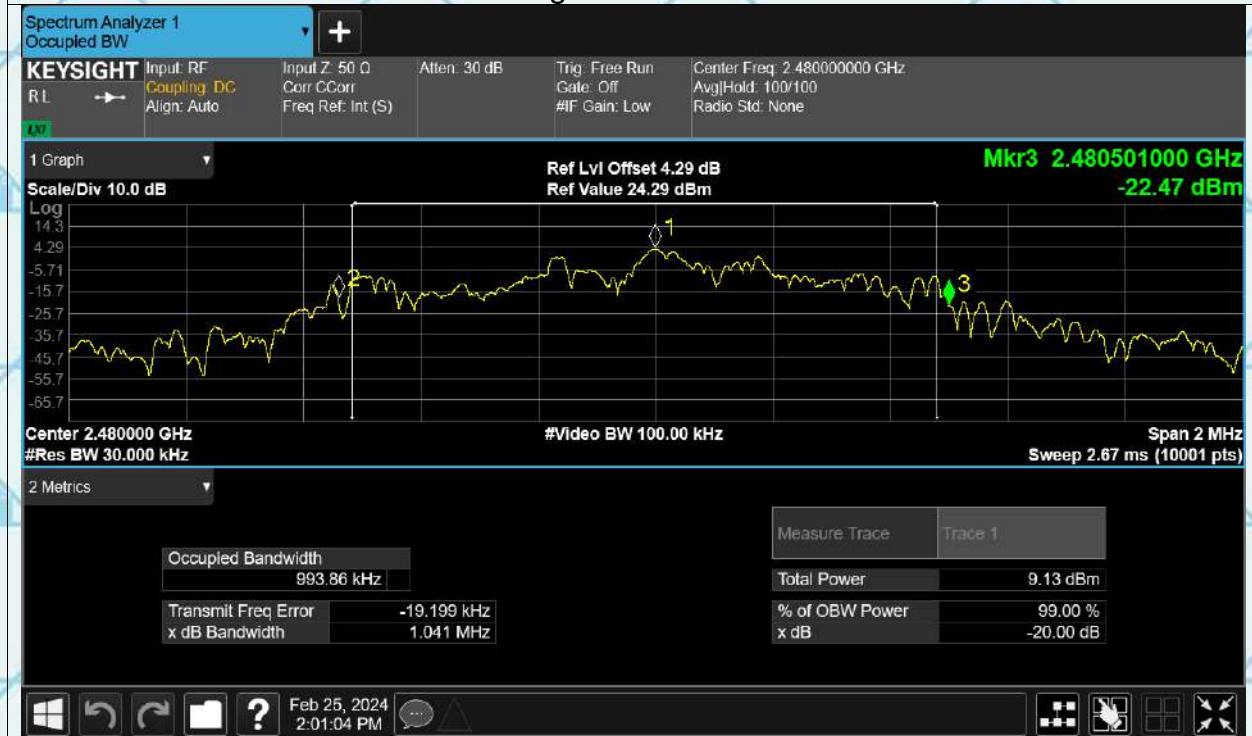 Spectrum Analyzer 1
Occupied BW
+
KEYSIGHT
RL
LXI
Input: RF
Coupling: DC
Align: Auto
Input Z: 50 Ω
Corr CCorr
Freq Ref: Int (S)
Atten: 30 dB
Trig: Free Run
Gate: Off
#IF Gain: Low
Center Freq: 2.480000000 GHz
Avg|Hold: 100/100
Radio Std: None
1 Graph
Scale/Div 10.0 dB
Ref Lvl Offset 4.29 dB
Ref Value 24.29 dBm
Mkr3 2.480501000 GHz
-22.47 dBm
Log
14.3
4.29
-5.71
-15.7
-25.7
-35.7
-45.7
-55.7
-65.7
1
2
3
Center 2.480000 GHz
#Res BW 30.000 kHz
#Video BW 100.00 kHz
Span 2 MHz
Sweep 2.67 ms (10001 pts)
2 Metrics
Measure Trace Trace 1
Occupied Bandwidth
993.86 kHz
Total Power 9.13 dBm
Transmit Freq Error -19.199 kHz
% of OBW Power 99.00 %
x dB Bandwidth 1.041 MHz
x dB -20.00 dB
?
Feb 25, 2024
2:01:04 PM